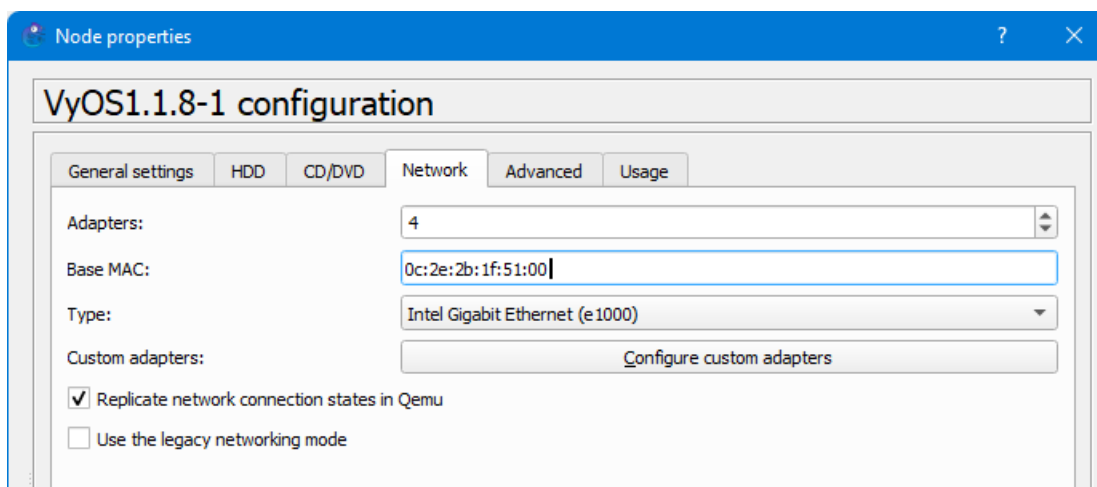 Node properties ?
VyOS1.1.8-1 configuration
General settings HDD CD/DVD Network Advanced Usage
Adapters: 4
Base MAC: 0c:2e:2b:1f:51:00
Type: Intel Gigabit Ethernet (e1000)
Custom adapters: Configure custom adapters
Replicate network connection states in Qemu
Use the legacy networking mode